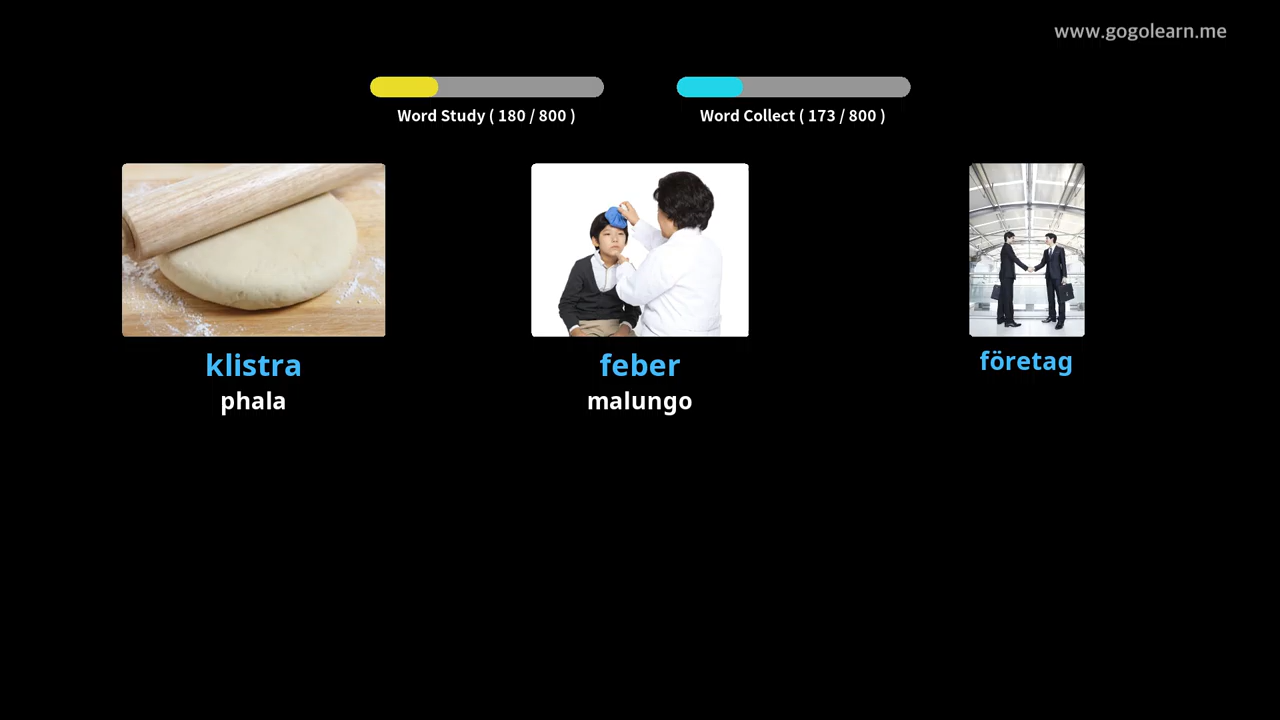 www.gogolearn.me
Word Study ( 180 / 800 )
Word Collect ( 173 / 800 )
klistra
phala
feber
malungo
företag